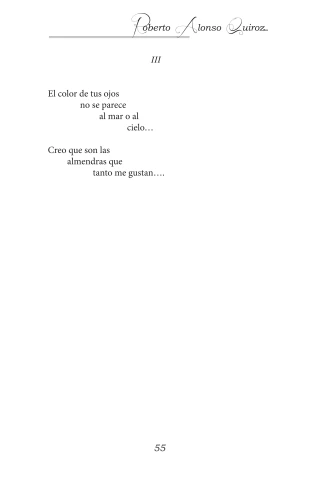 Roberto Alonso Quiroz..
III
El color de tus ojos
no se parece
al mar o al
cielo…
Creo que son las
almendras que
tanto me gustan….
55